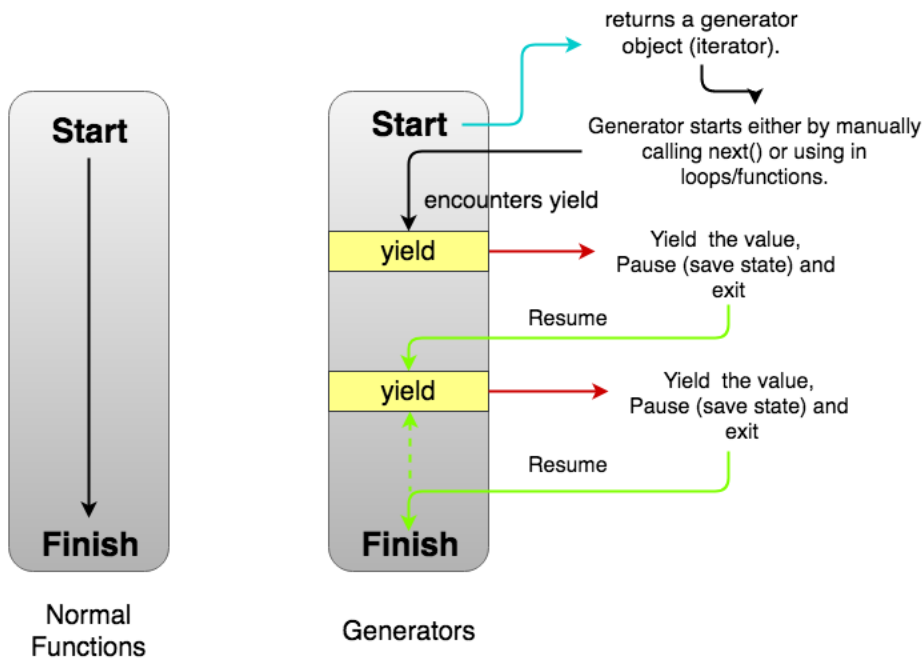 returns a generator
object (iterator).
Start
Start
Generator starts either by manually
calling next() or using in
loops/functions.
encounters yield
yield
Yield the value,
Pause (save state) and
exit
Resume
yield
Yield the value,
Pause (save state) and
exit
Resume
Finish
Finish
Normal
Functions
Generators